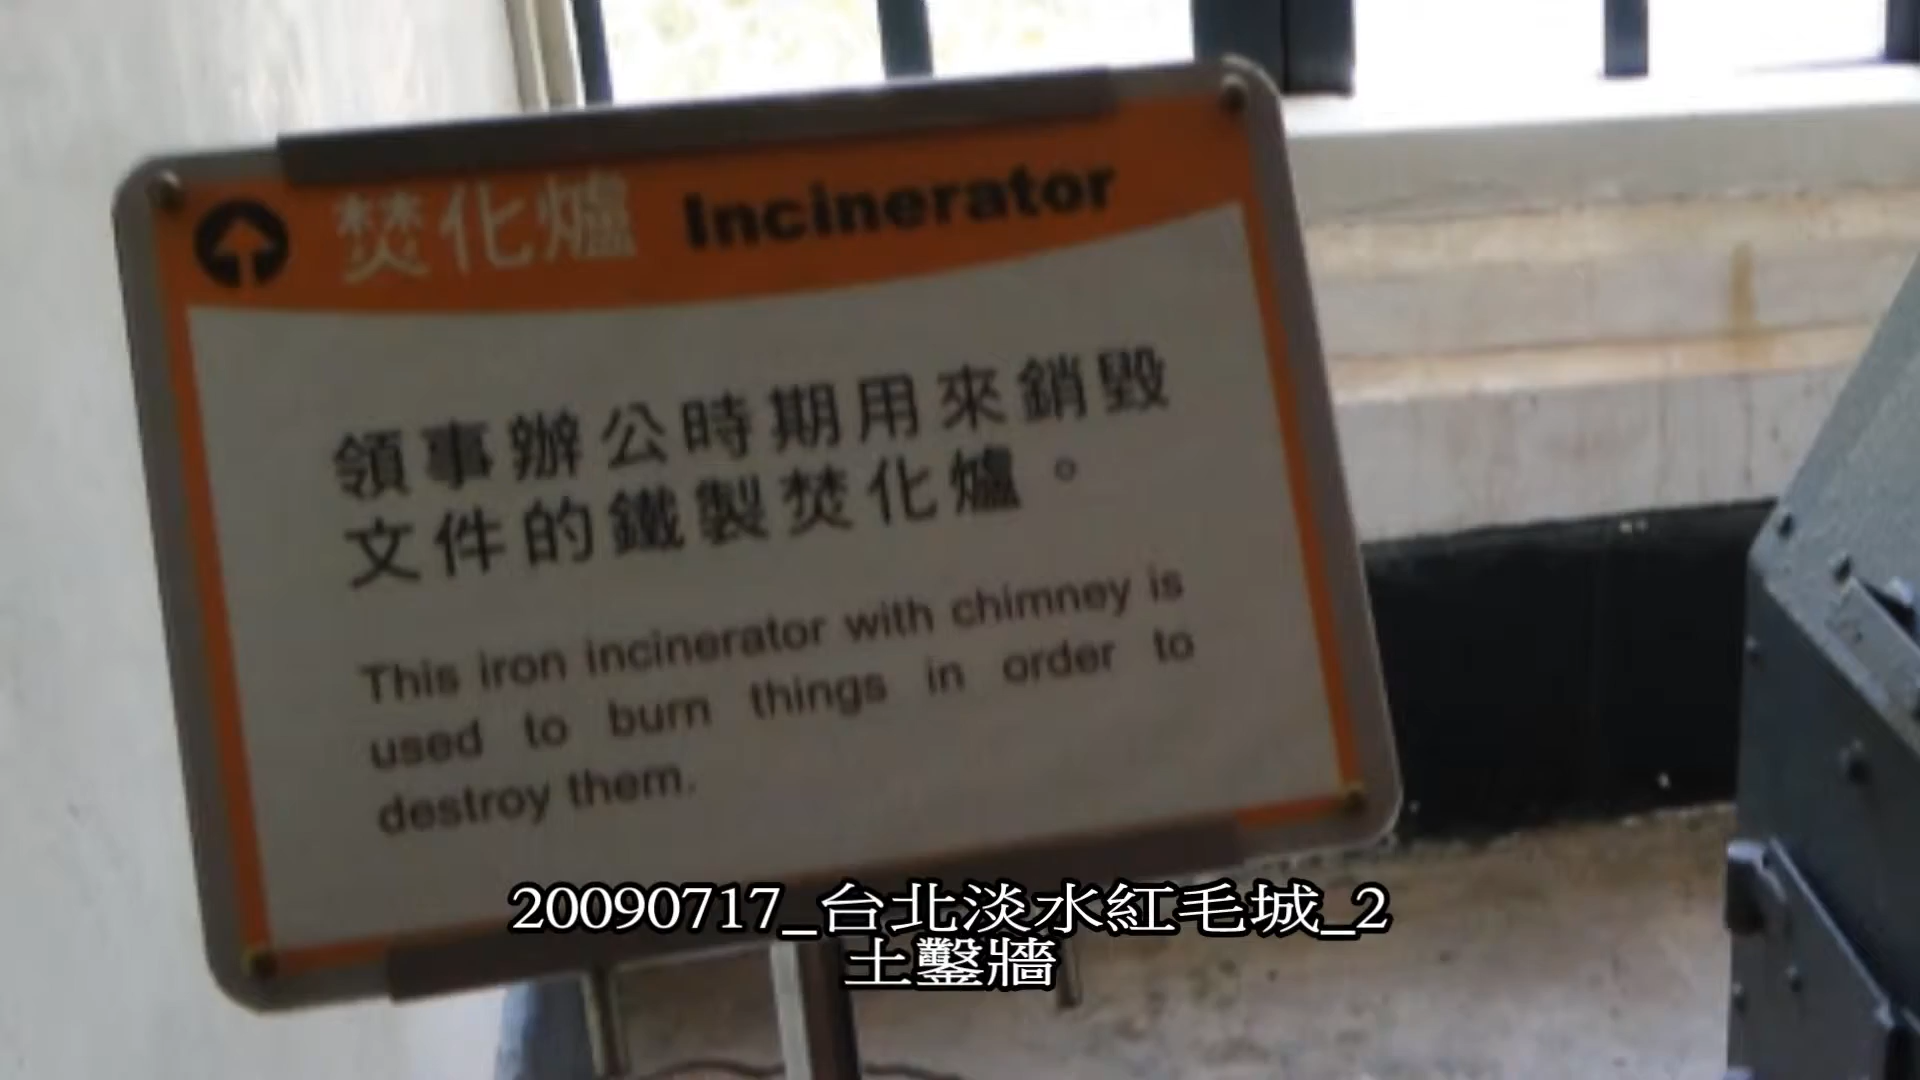 焚化爐 Incinerator
領事辦公時期用來銷毀
文件的鐵製焚化爐。
This iron incinerator with chimney is
used to burn things in order to
destroy them.
20090717_台北淡水紅毛城_2
土鑿牆